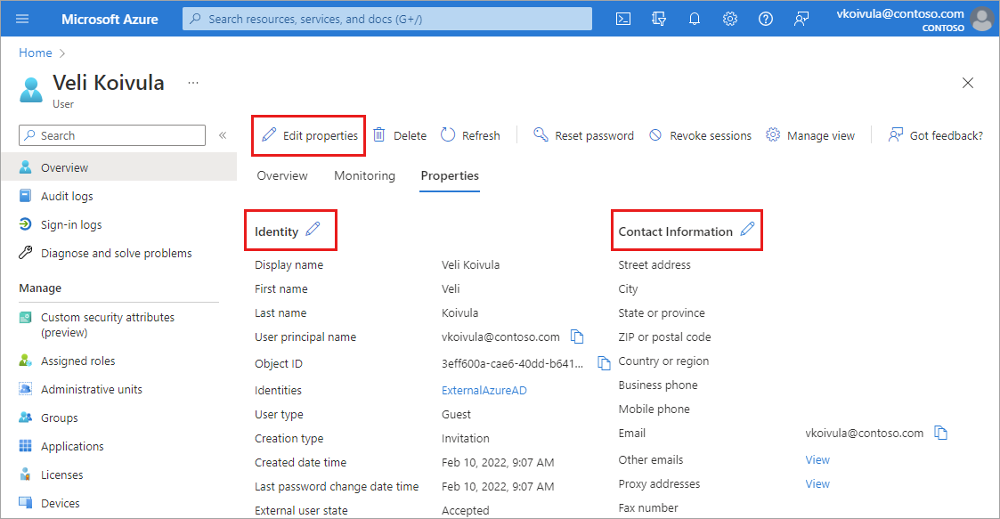 Microsoft Azure
Search resources, services, and docs (G+/)
vkoivula@contoso.com
CONTOSO
Home
Veli Koivula
...
User
Search
«
Overview
Audit logs
Sign-in logs
Diagnose and solve problems
Manage
Custom security attributes
(preview)
Assigned roles
Administrative units
Groups
Applications
Licenses
Devices
Edit properties
Delete
Refresh
Reset password
Revoke sessions
Manage view
Got feedback?
Overview Monitoring Properties
Identity
Display name Veli Koivula
First name Veli
Last name Koivula
User principal name vkoivula@contoso.com
Object ID 3eff600a-cae6-40dd-b641...
Identities ExternalAzureAD
User type Guest
Creation type Invitation
Created date time Feb 10, 2022, 9:07 AM
Last password change date time Feb 10, 2022, 9:07 AM
External user state Accepted
Contact Information
Street address
City
State or province
ZIP or postal code
Country or region
Business phone
Mobile phone
Email vkoivula@contoso.com
Other emails View
Proxy addresses View
Fax number